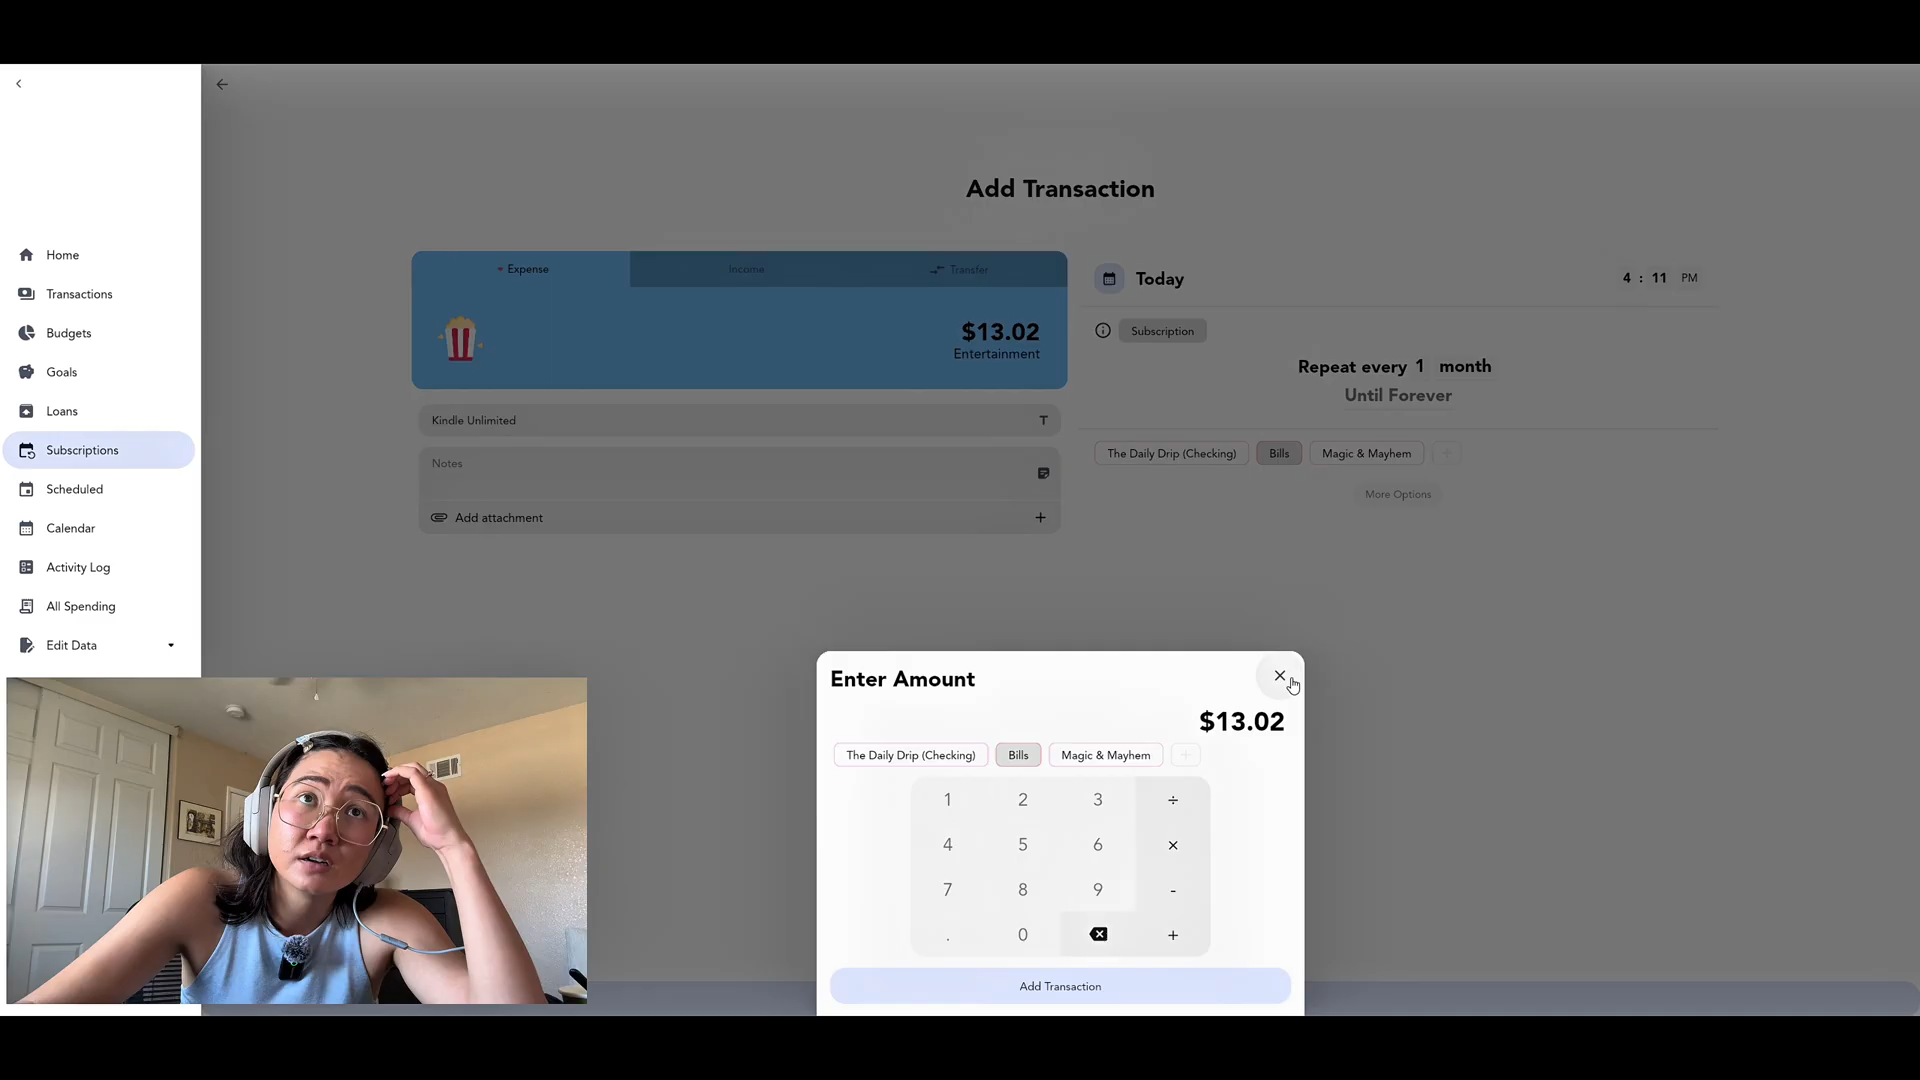 Home
Transactions
Budgets
Goals
Loans
Subscriptions
Scheduled
Calendar
Activity Log
All Spending
Edit Data
Add Transaction
Expense
Income
Transfer
$13.02
Entertainment
Kindle Unlimited
T
Notes
Add attachment
+
Today
4 : 11 PM
Subscription
Repeat every 1 month
Until Forever
The Daily Drip (Checking)
Bills
Magic & Mayhem
+
More Options
Enter Amount
$13.02
The Daily Drip (Checking)
Bills
Magic & Mayhem
+
1 2 3 ÷
4 5 6 ×
7 8 9 -
. 0 +
Add Transaction